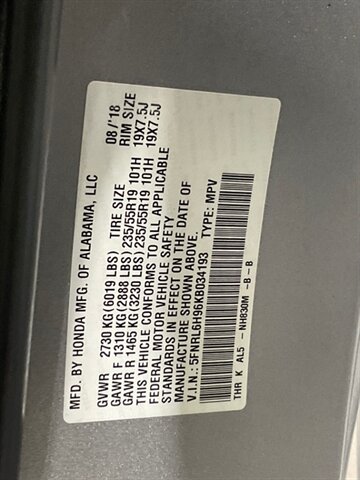 MFD. BY HONDA MFG. OF ALABAMA, LLC 08/'18
GVWR 2730 KG(6019 LBS) TIRE SIZE RIM SIZE
GAWR F 1310 KG(2888 LBS)235/55R19 101H 19X7.5J
GAWR R 1465 KG(3230 LBS)235/55R19 101H 19X7.5J
THIS VEHICLE CONFORMS TO ALL APPLICABLE
FEDERAL MOTOR VEHICLE SAFETY
STANDARDS IN EFFECT ON THE DATE OF
MANUFACTURE SHOWN ABOVE.
V.I.N.: 5FNRL6H96KB034193 TYPE: MPV
THR K AL5 - NH830M -B-B